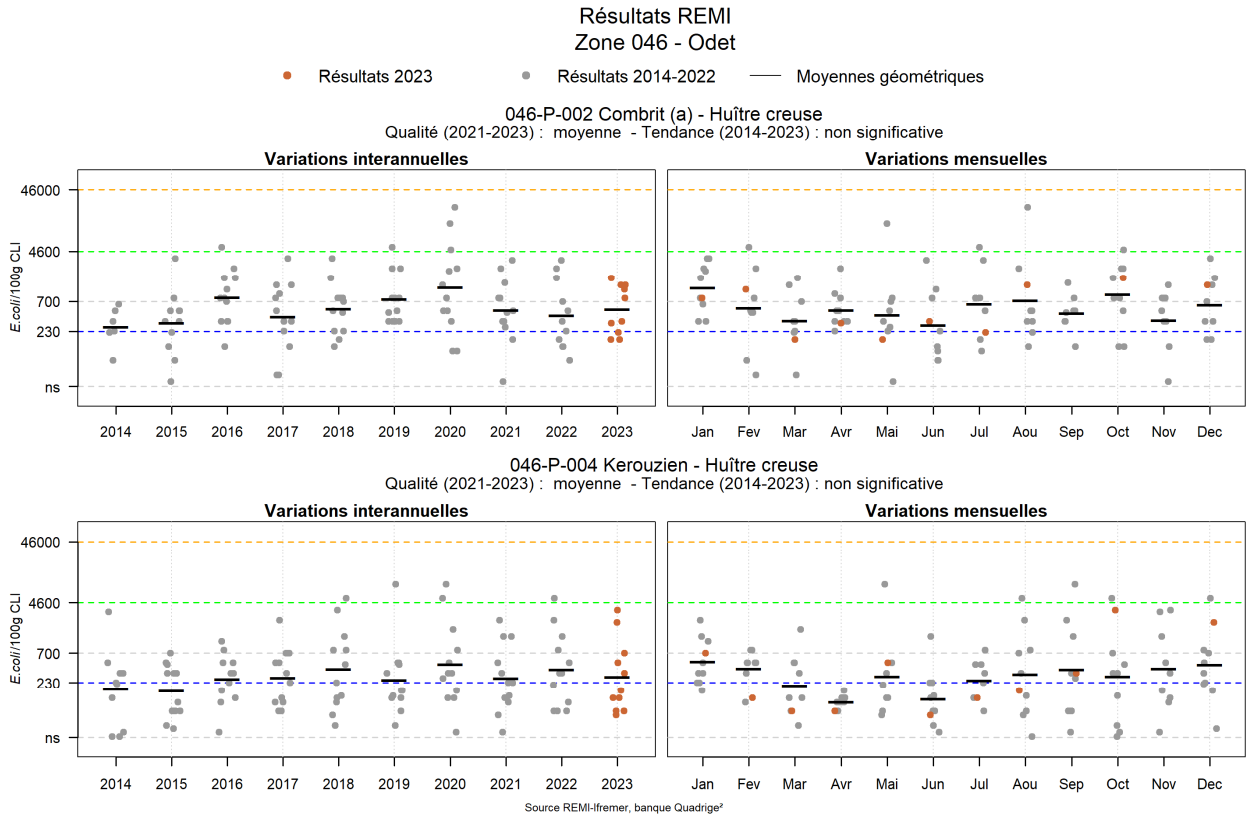 Résultats REMI
Zone 046 - Odet
Résultats 2023 Résultats 2014-2022 Moyennes géométriques
046-P-002 Combrit (a) - Huître creuse
Qualité (2021-2023) : moyenne - Tendance (2014-2023) : non significative
Variations interannuelles Variations mensuelles
E.coli/100g CLI
46000
4600
700
230
ns
2014 2015 2016 2017 2018 2019 2020 2021 2022 2023 Jan Fev Mar Avr Mai Jun Jul Aou Sep Oct Nov Dec
046-P-004 Kerouzien - Huître creuse
Qualité (2021-2023) : moyenne - Tendance (2014-2023) : non significative
Variations interannuelles Variations mensuelles
E.coli/100g CLI
46000
4600
700
230
ns
2014 2015 2016 2017 2018 2019 2020 2021 2022 2023 Jan Fev Mar Avr Mai Jun Jul Aou Sep Oct Nov Dec
Source REMI-Ifremer, banque Quadrige²